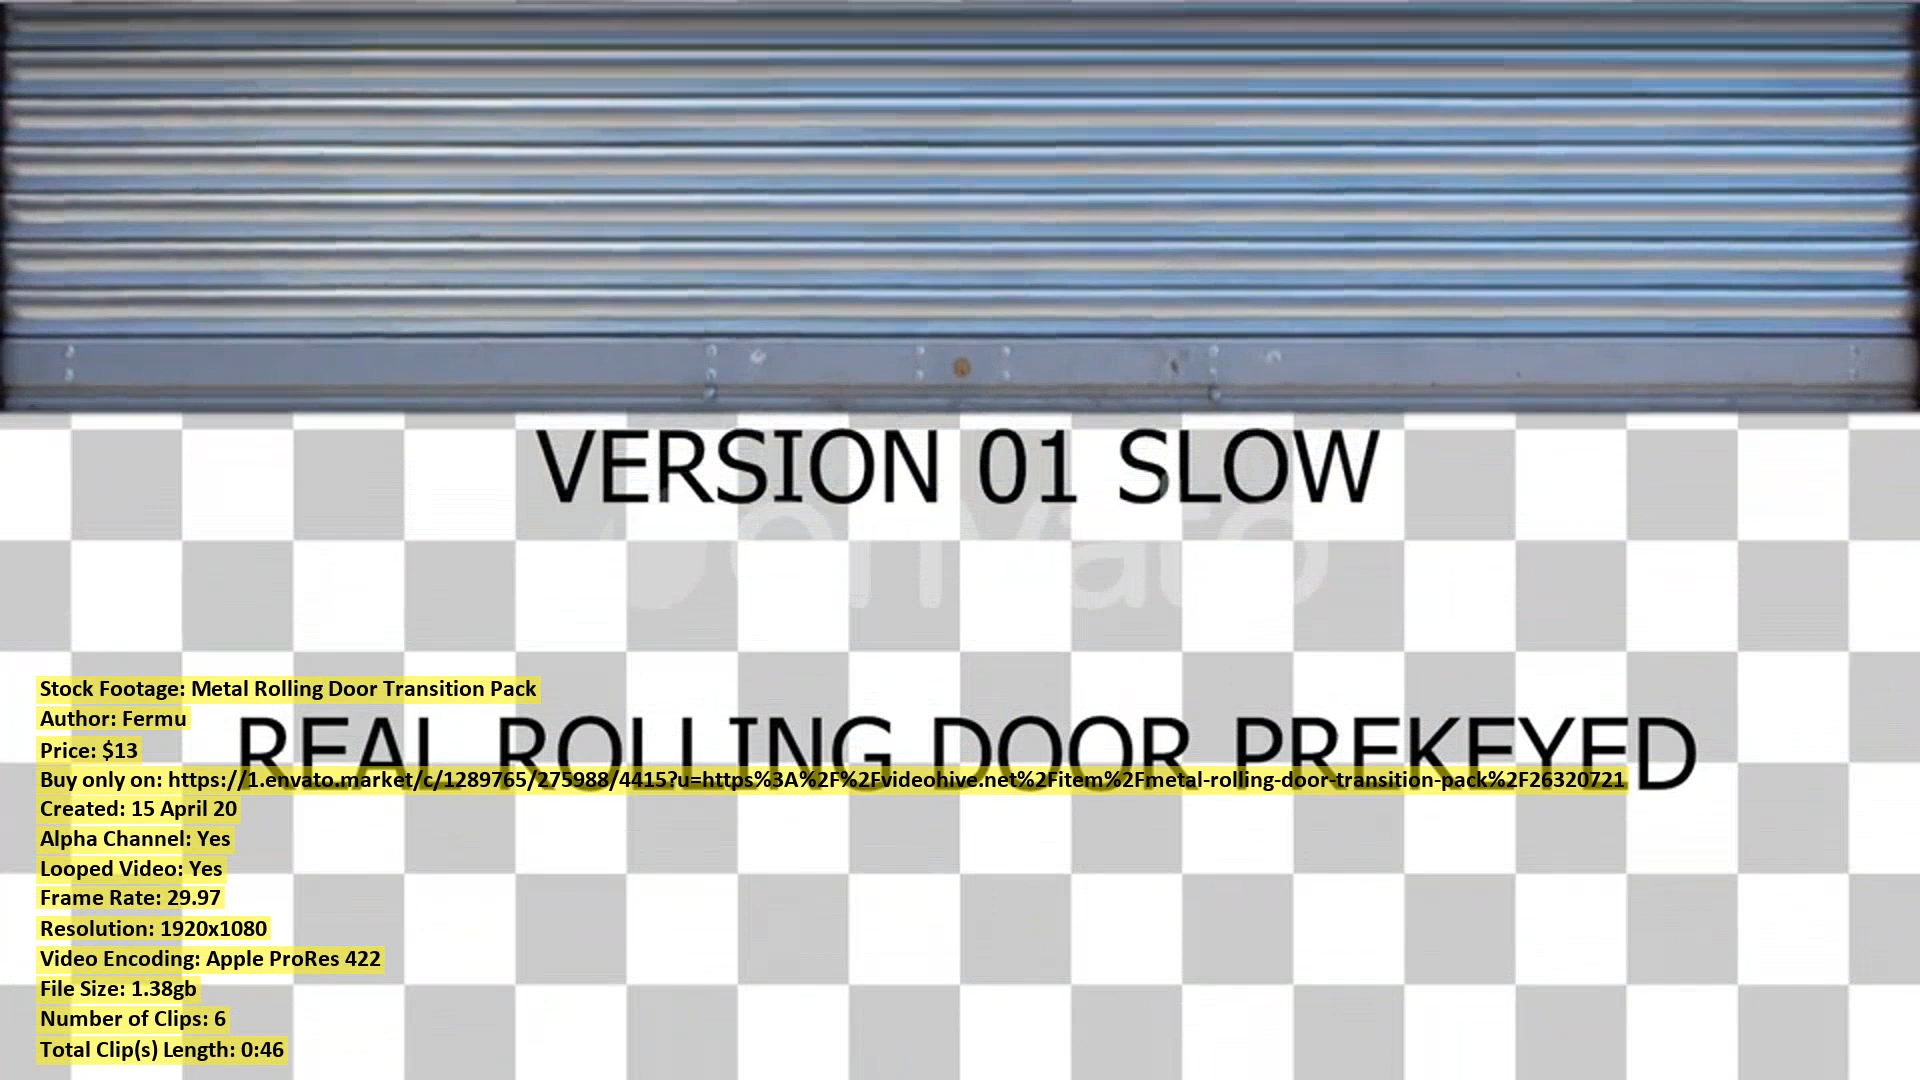 VERSION 01 SLOW
envato
Stock Footage: Metal Rolling Door Transition Pack
Author: Fermu
REAL ROLLING DOOR PREKEYED
Price: $13
Buy only on: https://1.envato.market/c/1289765/275988/4415?u=https%3A%2F%2Fvideohive.net%2Fitem%2Fmetal-rolling-door-transition-pack%2F26320721
Created: 15 April 20
Alpha Channel: Yes
Looped Video: Yes
Frame Rate: 29.97
Resolution: 1920x1080
Video Encoding: Apple ProRes 422
File Size: 1.38gb
Number of Clips: 6
Total Clip(s) Length: 0:46